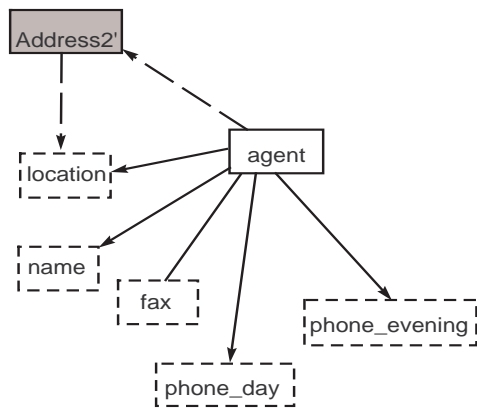 Address2'
agent
location
name
fax
phone_evening
phone_day